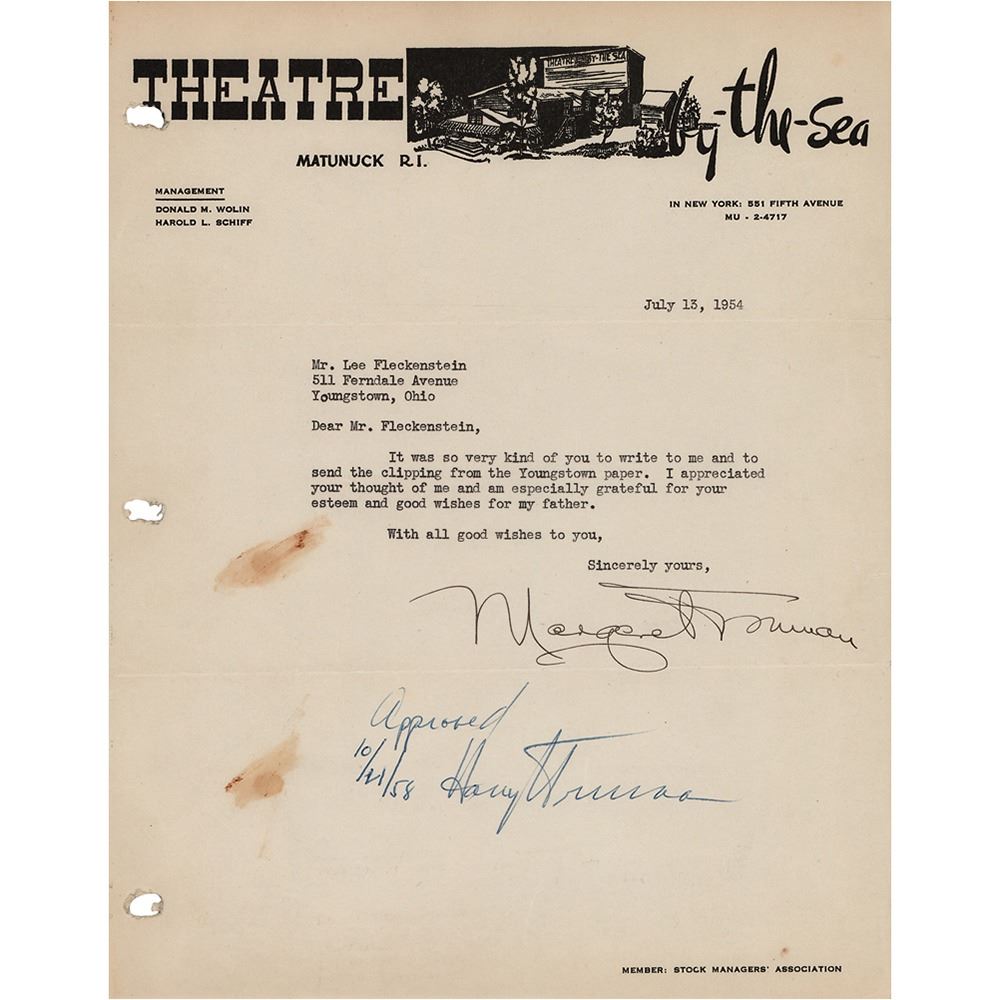 THEATRE by-the-Sea
THEATRE-BY-THE SEA
MATUNUCK R.I.
MANAGEMENT
DONALD M. WOLIN
HAROLD L. SCHIFF
IN NEW YORK: 551 FIFTH AVENUE
MU - 2-4717
July 13, 1954
Mr. Lee Fleckenstein
511 Ferndale Avenue
Youngstown, Ohio
Dear Mr. Fleckenstein,
It was so very kind of you to write to me and to
send the clipping from the Youngstown paper. I appreciated
your thought of me and am especially grateful for your
esteem and good wishes for my father.
With all good wishes to you,
Sincerely yours,
Margaret Truman
Approved
10/21/58 Harry Truman
MEMBER: STOCK MANAGERS' ASSOCIATION